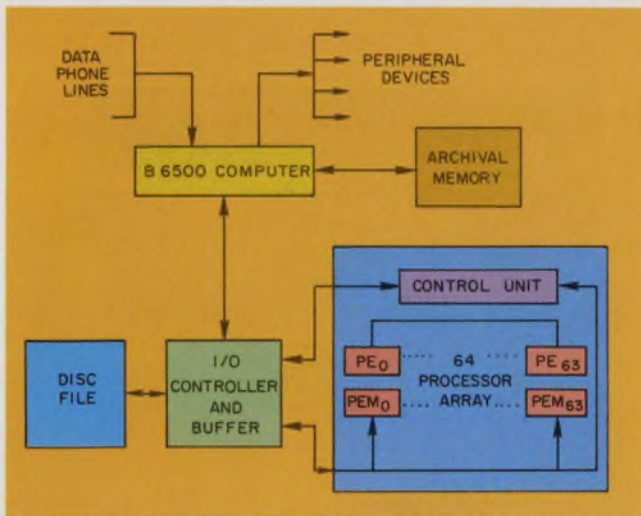 DATA
PHONE
LINES
PERIPHERAL
DEVICES
B 6500 COMPUTER
ARCHIVAL
MEMORY
CONTROL UNIT
DISC
FILE
I/O
CONTROLLER
AND
BUFFER
PE0 ..... 64 ..... PE63
PROCESSOR
PEM0 .... ARRAY .... PEM63